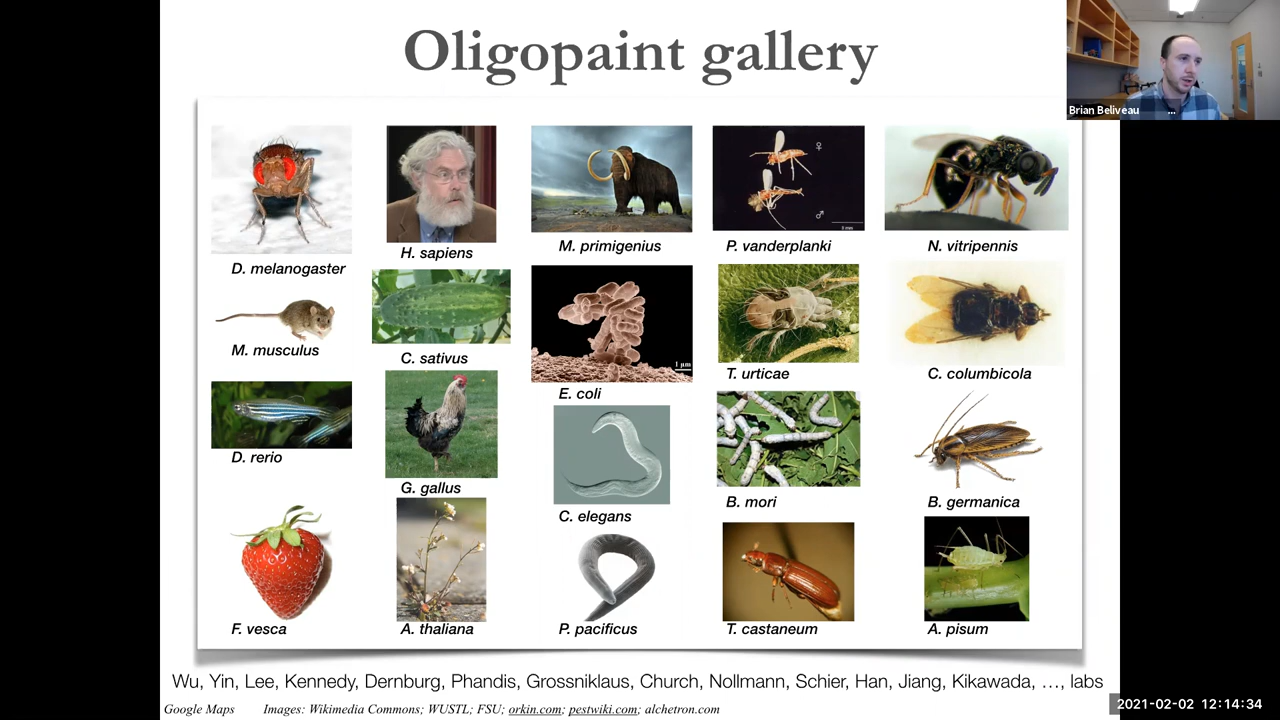 Oligopaint gallery
Brian Beliveau ...
D. melanogaster
H. sapiens
M. primigenius
♀
♂
P. vanderplanki
N. vitripennis
M. musculus
C. sativus
1 µm
E. coli
T. urticae
C. columbicola
D. rerio
G. gallus
C. elegans
B. mori
B. germanica
F. vesca
A. thaliana
P. pacificus
T. castaneum
A. pisum
Wu, Yin, Lee, Kennedy, Dernburg, Phandis, Grossniklaus, Church, Nollmann, Schier, Han, Jiang, Kikawada, …, labs
Google Maps Images: Wikimedia Commons; WUSTL; FSU; orkin.com; pestwiki.com; alchetron.com
2021-02-02 12:14:34